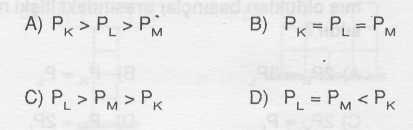 A) P_K > P_L > P_M B) P_K = P_L = P_M
C) P_L > P_M > P_K D) P_L = P_M < P_K